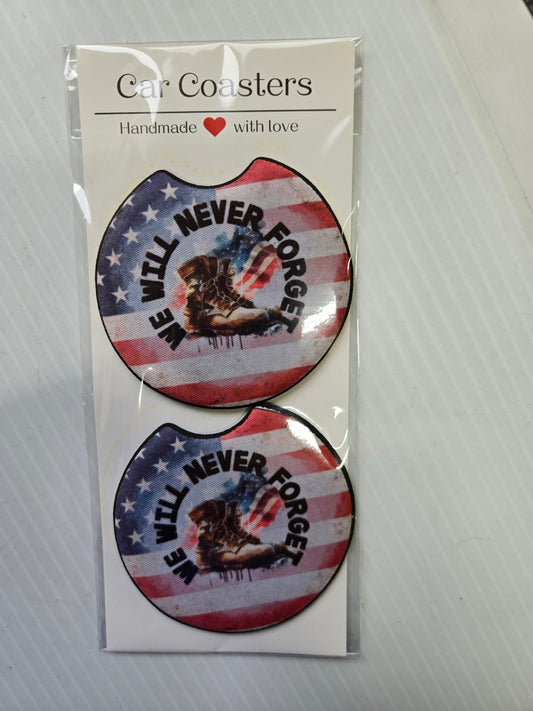 Car Coasters
Handmade ❤ with love
WE WILL NEVER FORGET
WE WILL NEVER FORGET